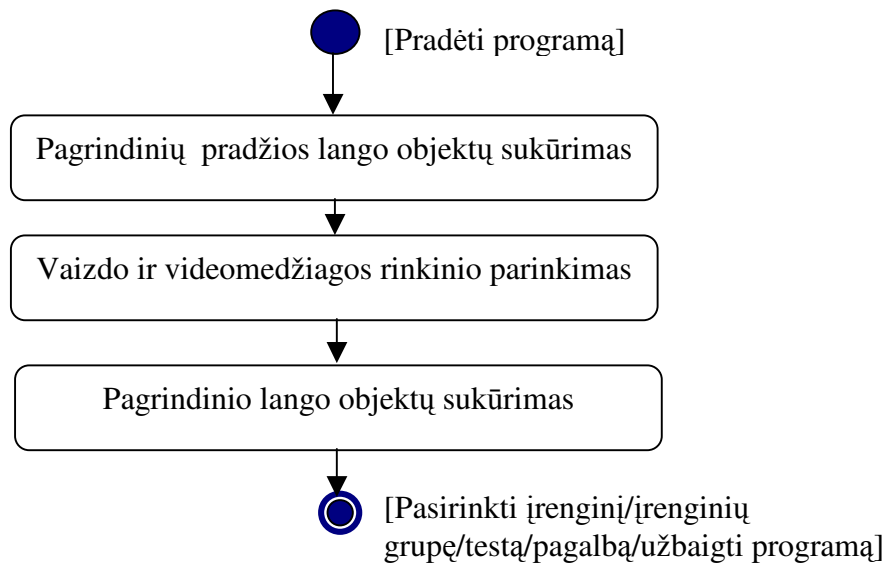 [Pradėti programą]
Pagrindinių pradžios lango objektų sukūrimas
Vaizdo ir videomedžiagos rinkinio parinkimas
Pagrindinio lango objektų sukūrimas
[Pasirinkti įrenginį/įrenginių
grupę/testą/pagalbą/užbaigti programą]